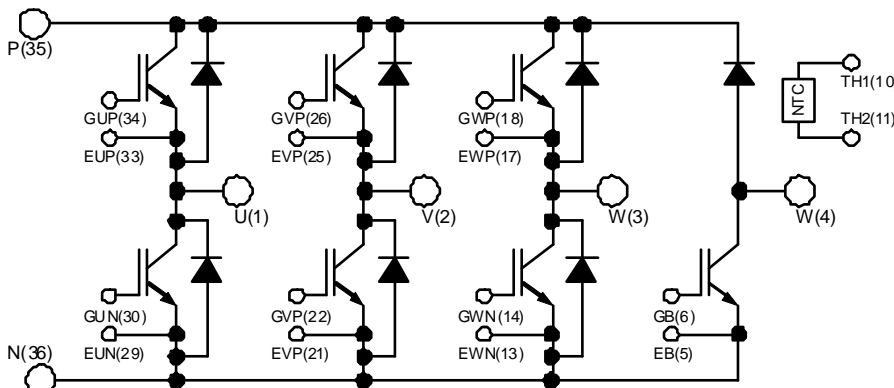 P(35)
GUP(34)
GVP(26)
GWP(18)
NTC
TH1(10
TH2(11)
EUP(33)
EVP(25)
EWP(17)
U(1)
V(2)
W(3)
W(4)
GUN(30)
GVP(22)
GWN(14)
GB(6)
N(36)
EUN(29)
EVP(21)
EWN(13)
EB(5)